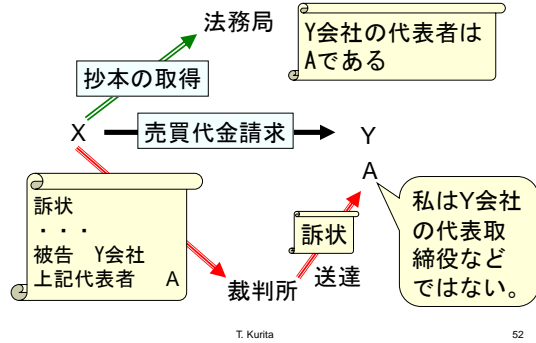 法務局
Y会社の代表者は
Aである
抄本の取得
X
売買代金請求
Y
A
訴状
・・・
被告　Y会社
上記代表者　A
訴状
送達
裁判所
私はY会社
の代表取
締役など
ではない。
T. Kurita
52